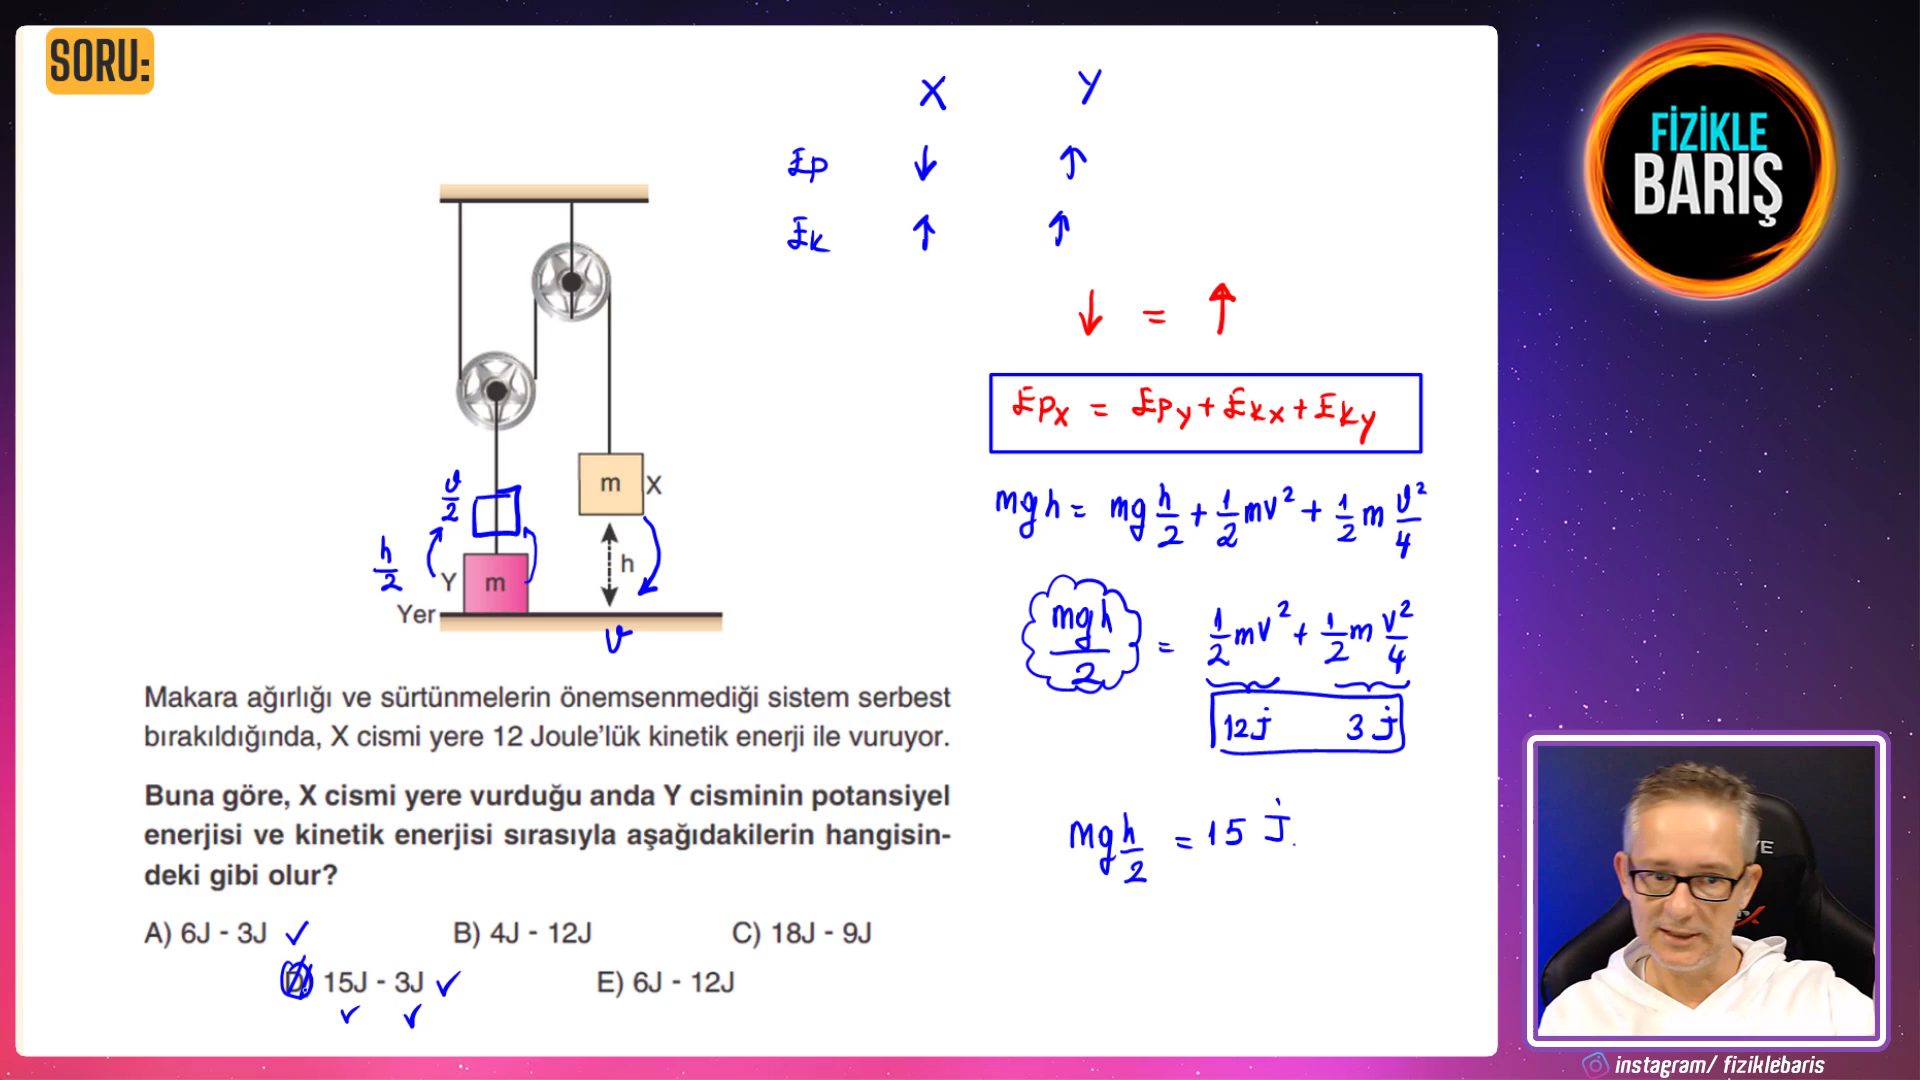 SORU:
X Y
Ep ↓ ↑
Ek ↑ ↑
↓ = ↑
EPx = EPy + Ekx + Eky
mgh = mg h/2 + 1/2 mv² + 1/2 m v²/4
mgh/2 = 1/2 mv² + 1/2 m v²/4
12j 3j
mg h/2 = 15 J.
m X
v/2
h
h/2
Y m
Yer
v
Makara ağırlığı ve sürtünmelerin önemsenmediği sistem serbest
bırakıldığında, X cismi yere 12 Joule’lük kinetik enerji ile vuruyor.
Buna göre, X cismi yere vurduğu anda Y cisminin potansiyel
enerjisi ve kinetik enerjisi sırasıyla aşağıdakilerin hangisin-
deki gibi olur?
A) 6J - 3J ✓ B) 4J - 12J C) 18J - 9J
D) 15J - 3J ✓ E) 6J - 12J
✓ ✓
FİZİKLE
BARIŞ
instagram/ fiziklebaris